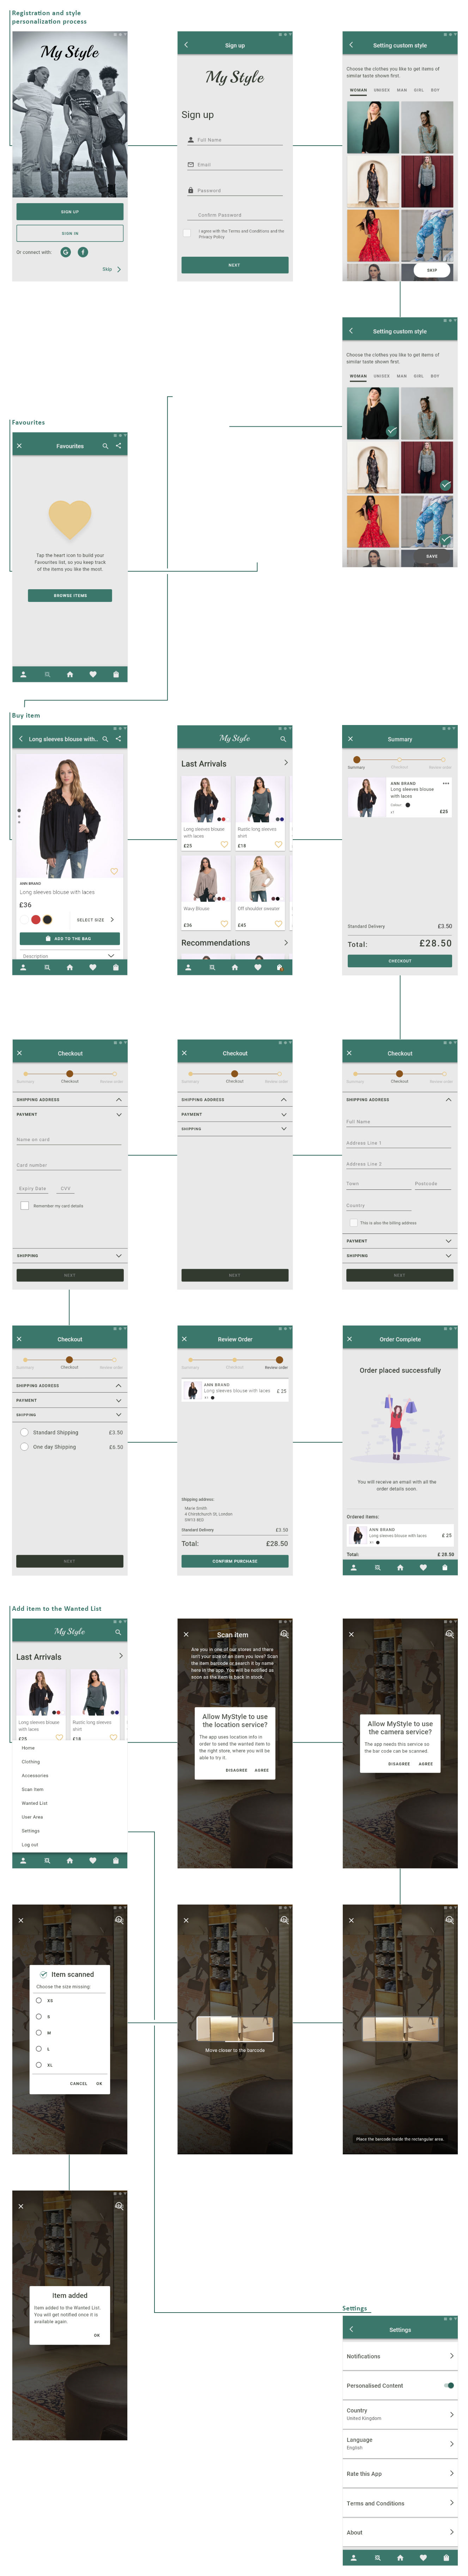 Registration and style
personalization process
My Style
SIGN UP
SIGN IN
Or connect with:
G
f
Skip
Sign up
My Style
Sign up
Full Name
Email
Password
Confirm Password
I agree with the Terms and Conditions and the
Privacy Policy
NEXT
Setting custom style
Choose the clothes you like to get items of
similar taste shown first.
WOMAN UNISEX MAN GIRL BOY
SKIP
Setting custom style
Choose the clothes you like to get items of
similar taste shown first.
WOMAN UNISEX MAN GIRL BOY
SAVE
Favourites
Favourites
Tap the heart icon to build your
Favourites list, so you keep track
of the items you like the most.
BROWSE ITEMS
Buy item
Long sleeves blouse with..
ANN BRAND
Long sleeves blouse with laces
£36
SELECT SIZE
ADD TO THE BAG
Description
My Style
Last Arrivals
Long sleeves blouse
with laces
£25
Rustic long sleeves
shirt
£18
Wavy Blouse
£36
Off shoulder sweater
£45
Recommendations
Summary
Summary Checkout Review order
ANN BRAND
Long sleeves blouse
with laces
Colour
x1
£25
Standard Delivery £3.50
Total: £28.50
CHECKOUT
Checkout
Summary Checkout Review order
SHIPPING ADDRESS
PAYMENT
Name on card
Card number
Expiry Date CVV
Remember my card details
SHIPPING
NEXT
Checkout
Summary Checkout Review order
SHIPPING ADDRESS
PAYMENT
SHIPPING
NEXT
Checkout
Summary Checkout Review order
SHIPPING ADDRESS
Full Name
Address Line 1
Address Line 2
Town Postcode
Country
This is also the billing address
PAYMENT
SHIPPING
NEXT
Checkout
Summary Checkout Review order
SHIPPING ADDRESS
PAYMENT
SHIPPING
Standard Shipping £3.50
One day Shipping £6.50
NEXT
Review Order
Summary Checkout Review order
ANN BRAND
Long sleeves blouse with laces £ 25
x1
Shipping address:
Maria Smith
4 Christchurch St, London
Standard Delivery £3.50
Total: £28.50
CONFIRM PURCHASE
Order Complete
Order placed successfully
You will receive an email with all the
order details soon.
Ordered items:
ANN BRAND
Long sleeves blouse with laces £ 25
x1
Total: £ 28.50
Add item to the Wanted List
My Style
Last Arrivals
Long sleeves blouse
with laces
£25
Rustic long sleeves
shirt
£18
Home
Clothing
Accessories
Scan item
Wanted List
User Area
Settings
Log out
Scan item
Are you in one of our stores and there
isn't your size of an item you love? Scan
the item barcode or search it by name
here in the app. You will be notified as
soon as this item is back in stock.
Allow MyStyle to use
the location service?
The app uses location info in
order to send the wanted item to
the right store, where you will be
able to try it.
DISAGREE AGREE
Allow MyStyle to use
the camera service?
The app needs this service so
the bar code can be scanned.
DISAGREE AGREE
Item scanned
Choose the size missing:
XS
S
M
L
XL
CANCEL OK
Move closer to the barcode
Place the barcode inside the rectangular area.
Item added
Item added to the Wanted List.
You will get notified once it is
available again.
OK
Settings
Settings
Notifications
Personalised Content
Country
United Kingdom
Language
English
Rate this App
Terms and Conditions
About